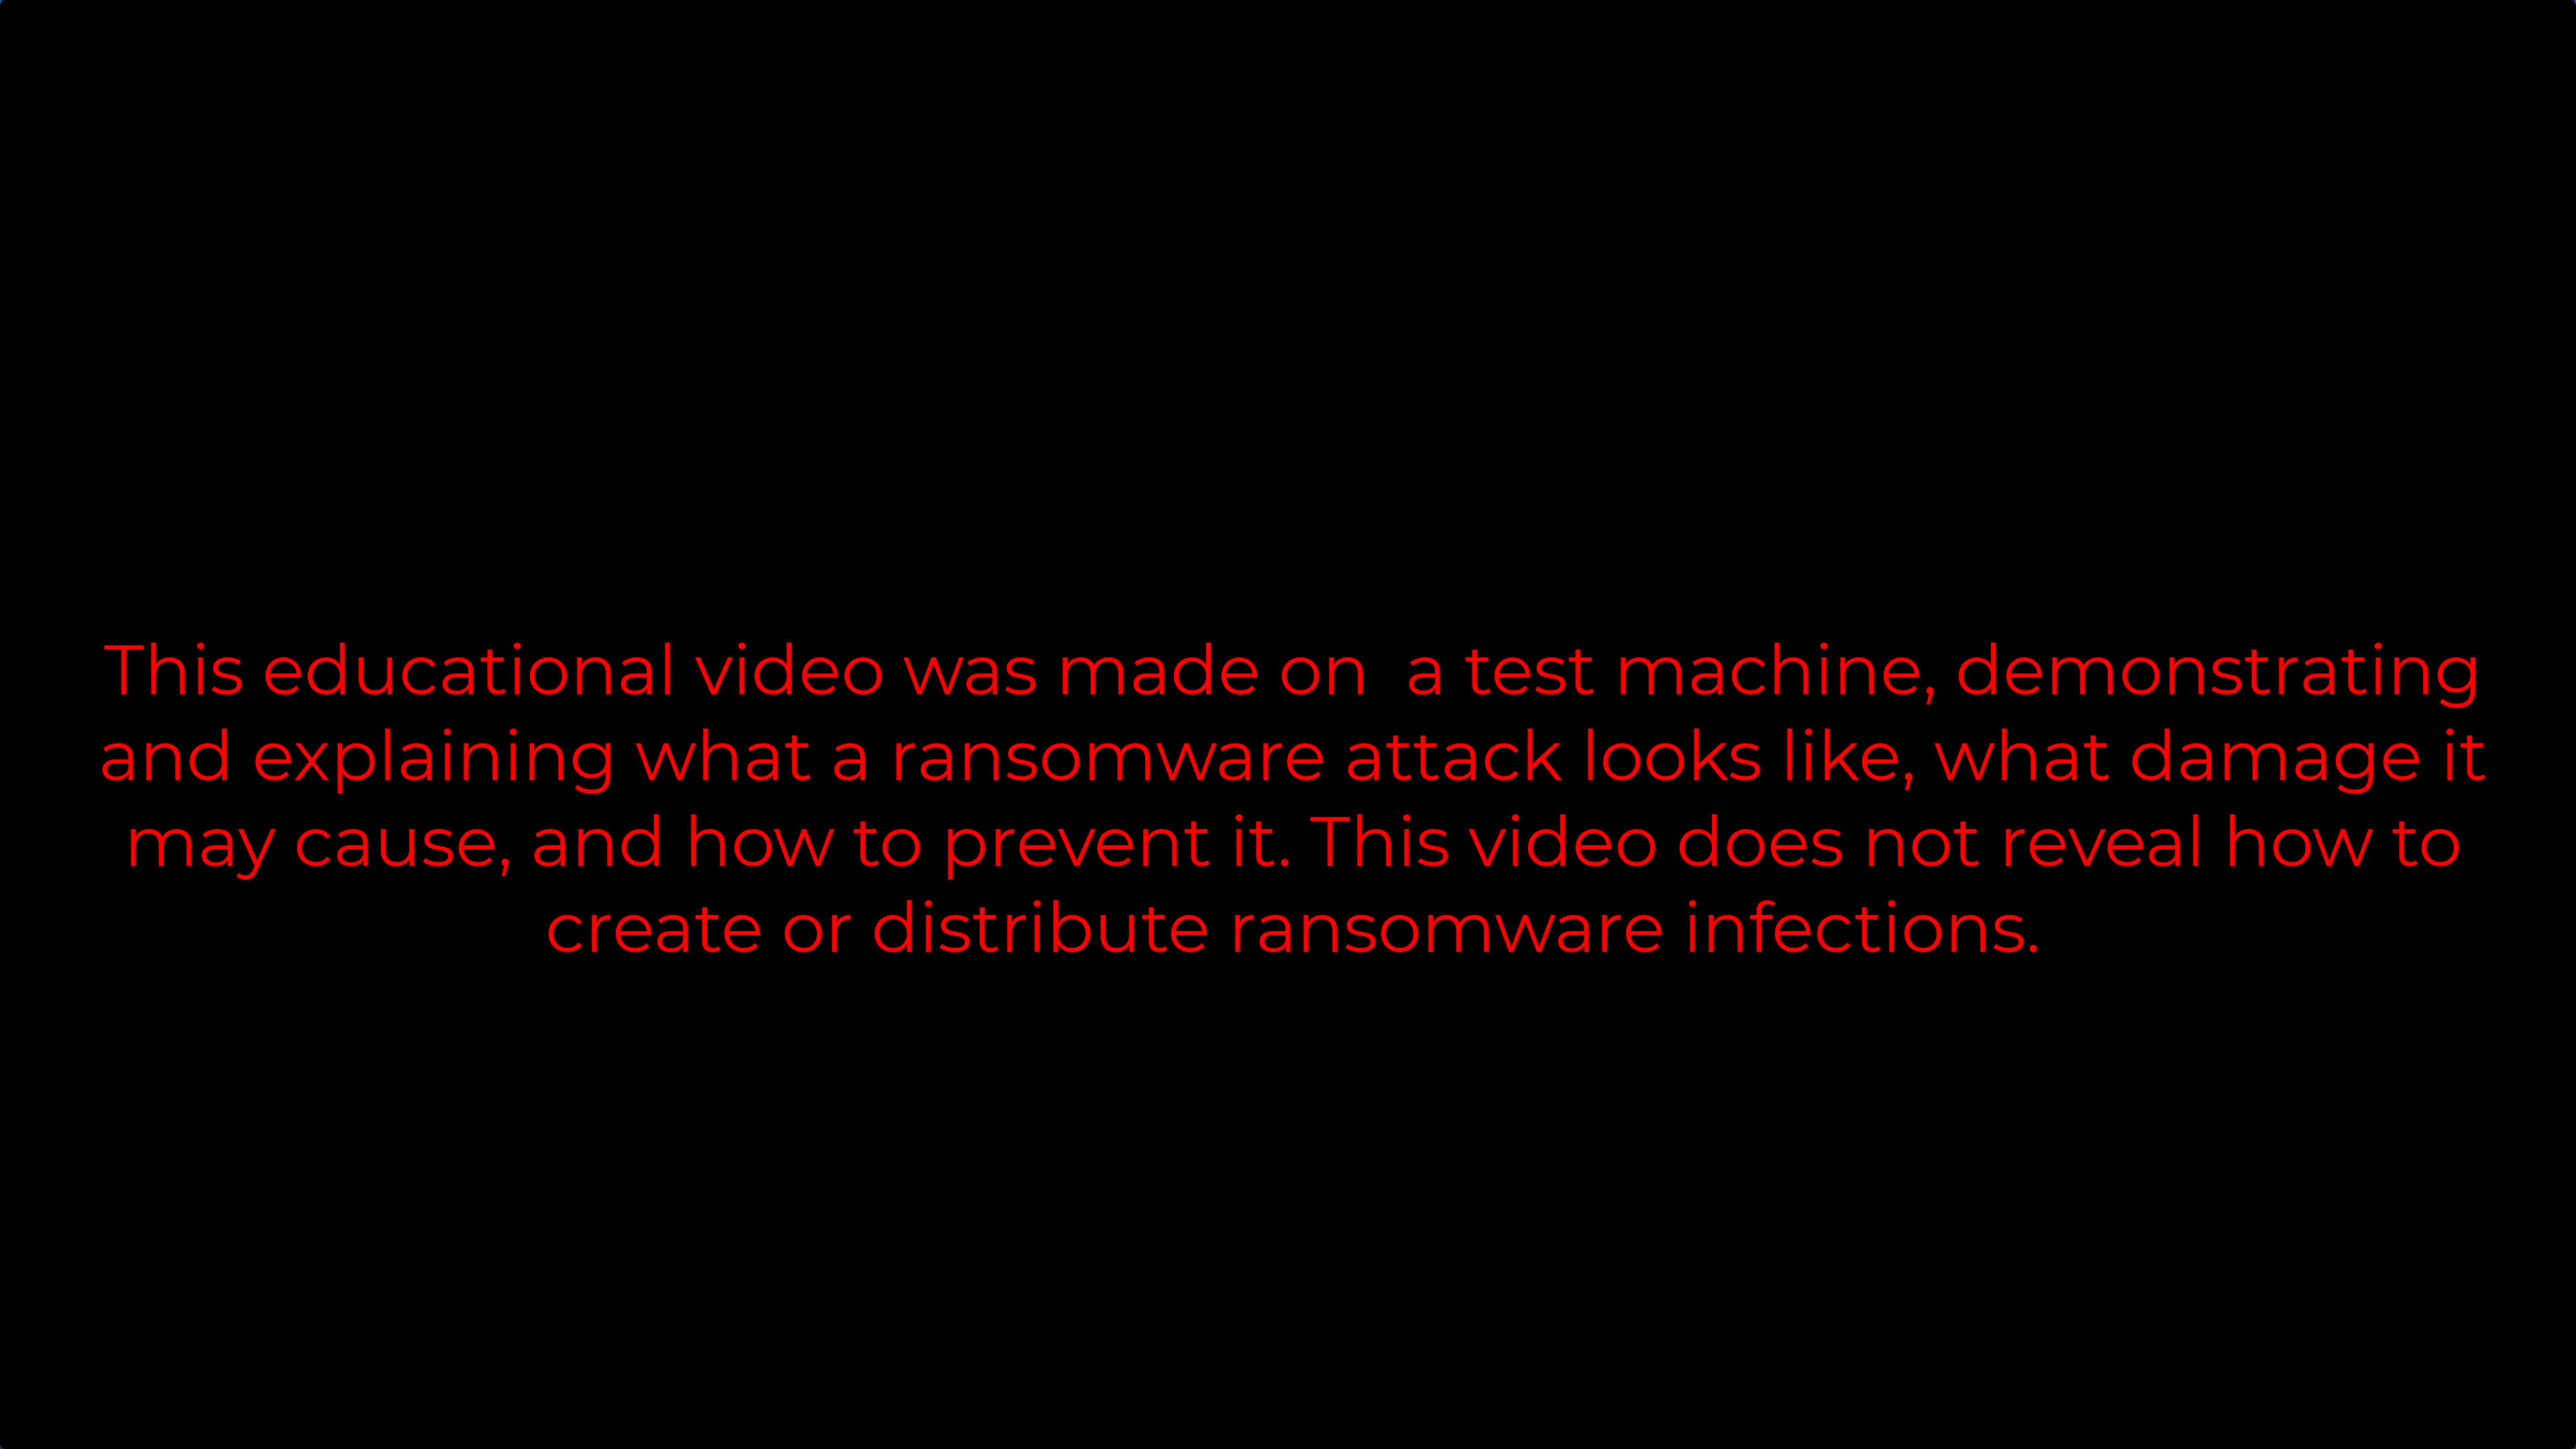 This educational video was made on  a test machine, demonstrating
and explaining what a ransomware attack looks like, what damage it
may cause, and how to prevent it. This video does not reveal how to
create or distribute ransomware infections.